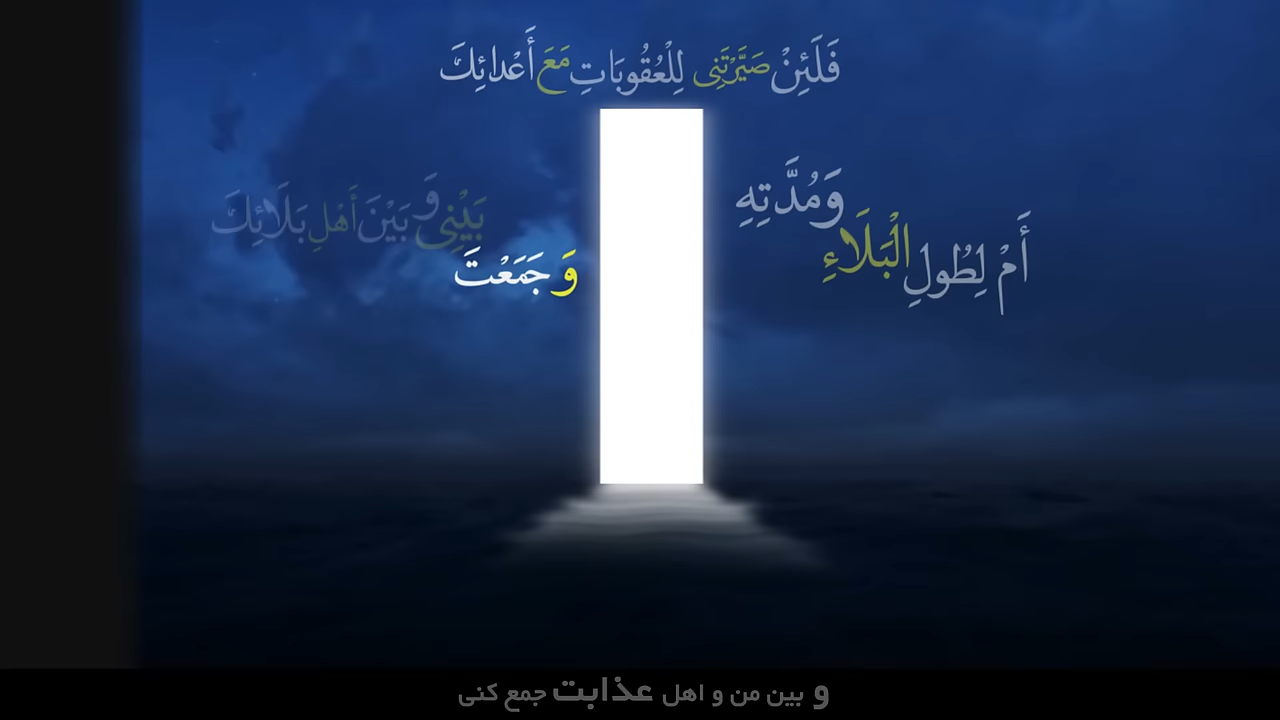 فَلَئِنْ صَيَّرْتَنِى لِلْعُقُوبَاتِ مَعَ أَعْدَائِكَ
أَمْ لِطُولِ الْبَلَاءِ وَمُدَّتِهِ
وَ جَمَعْتَ
بَيْنِى وَ بَيْنَ أَهْلِ بَلَائِكَ
و بین من و اهل عذابت جمع کنی